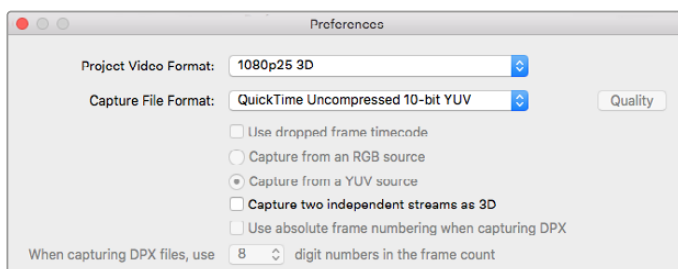 Preferences
Project Video Format: 1080p25 3D
Capture File Format: QuickTime Uncompressed 10-bit YUV Quality
Use dropped frame timecode
Capture from an RGB source
Capture from a YUV source
Capture two independent streams as 3D
Use absolute frame numbering when capturing DPX
When capturing DPX files, use 8 digit numbers in the frame count